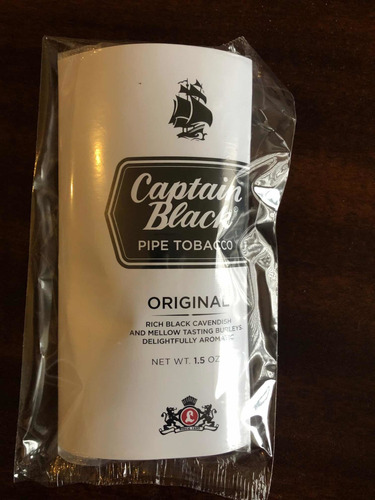 Captain
Black
PIPE TOBACCO
ORIGINAL
RICH BLACK CAVENDISH
AND MELLOW TASTING BURLEYS.
DELIGHTFULLY AROMATIC
NET WT. 1.5 OZ